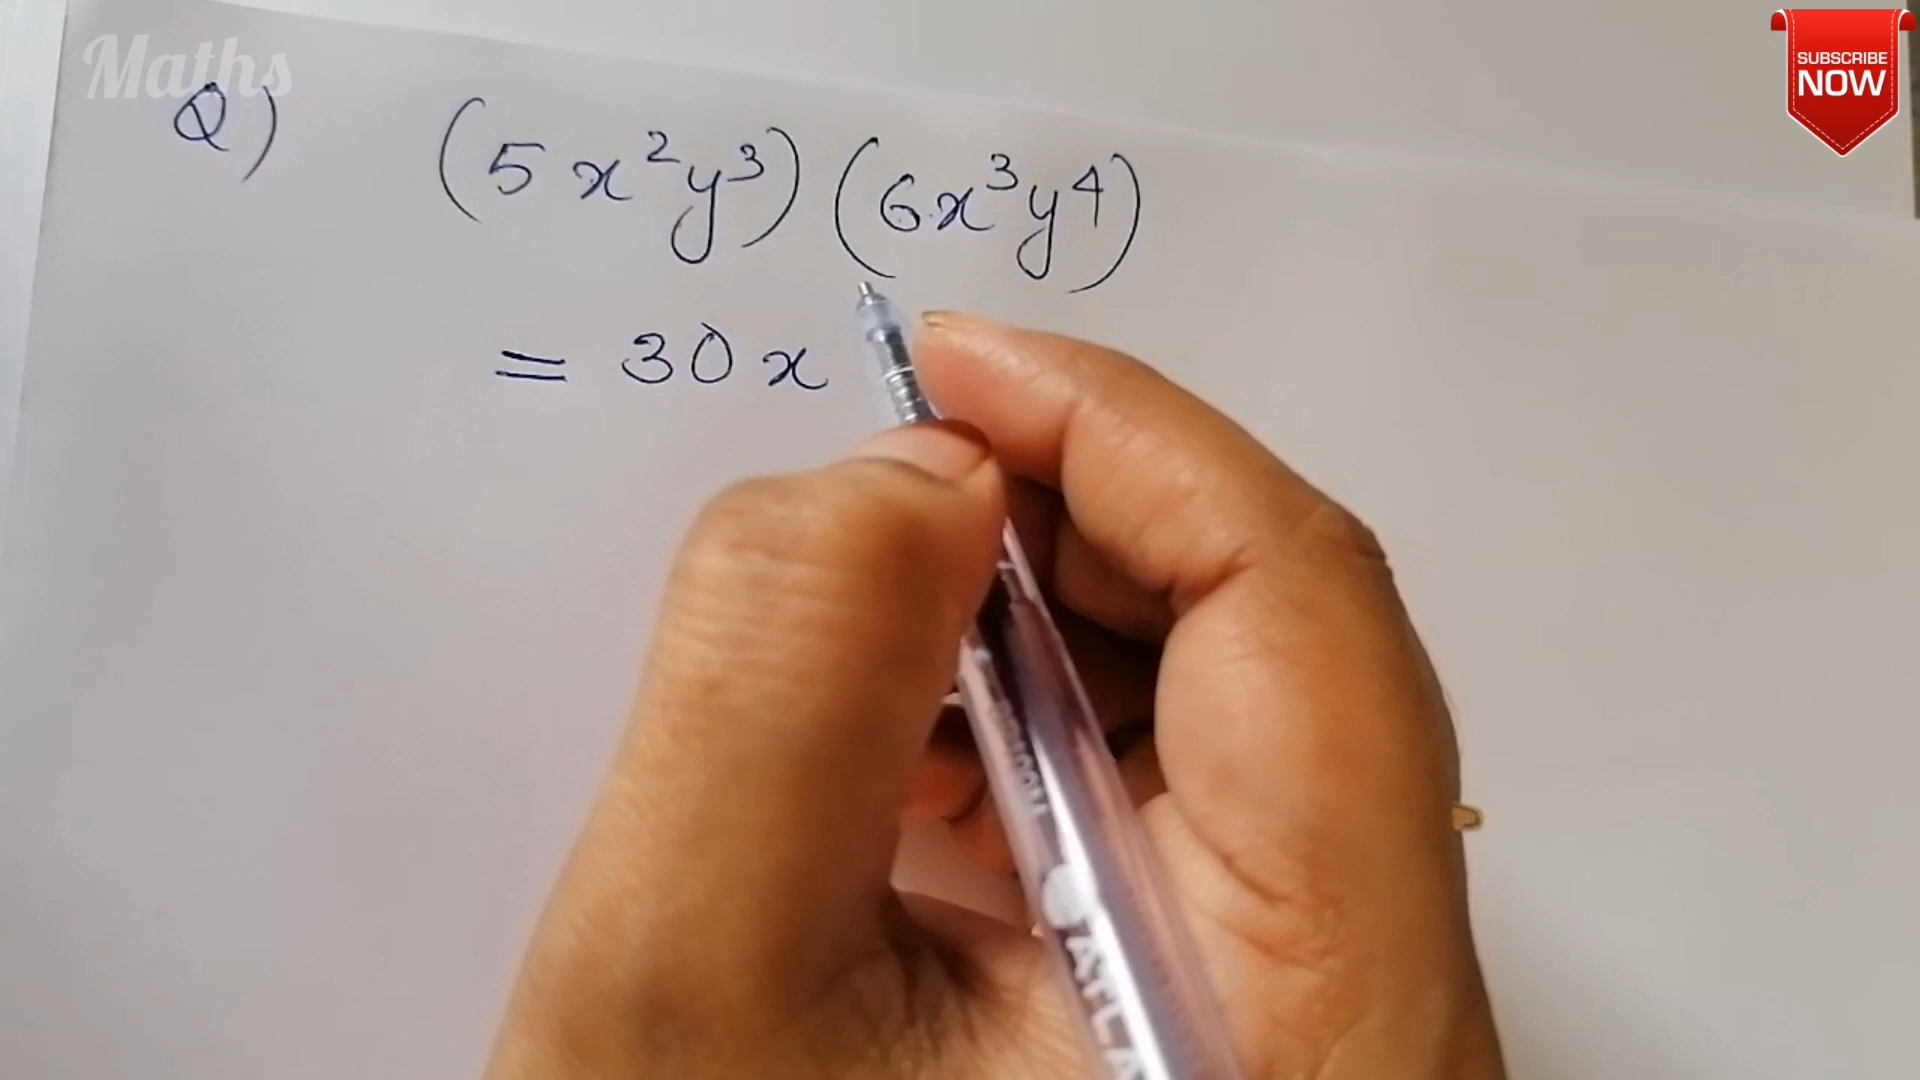 Maths
SUBSCRIBE
NOW
Q) (5x²y³)(6x³y⁴)
= 30x